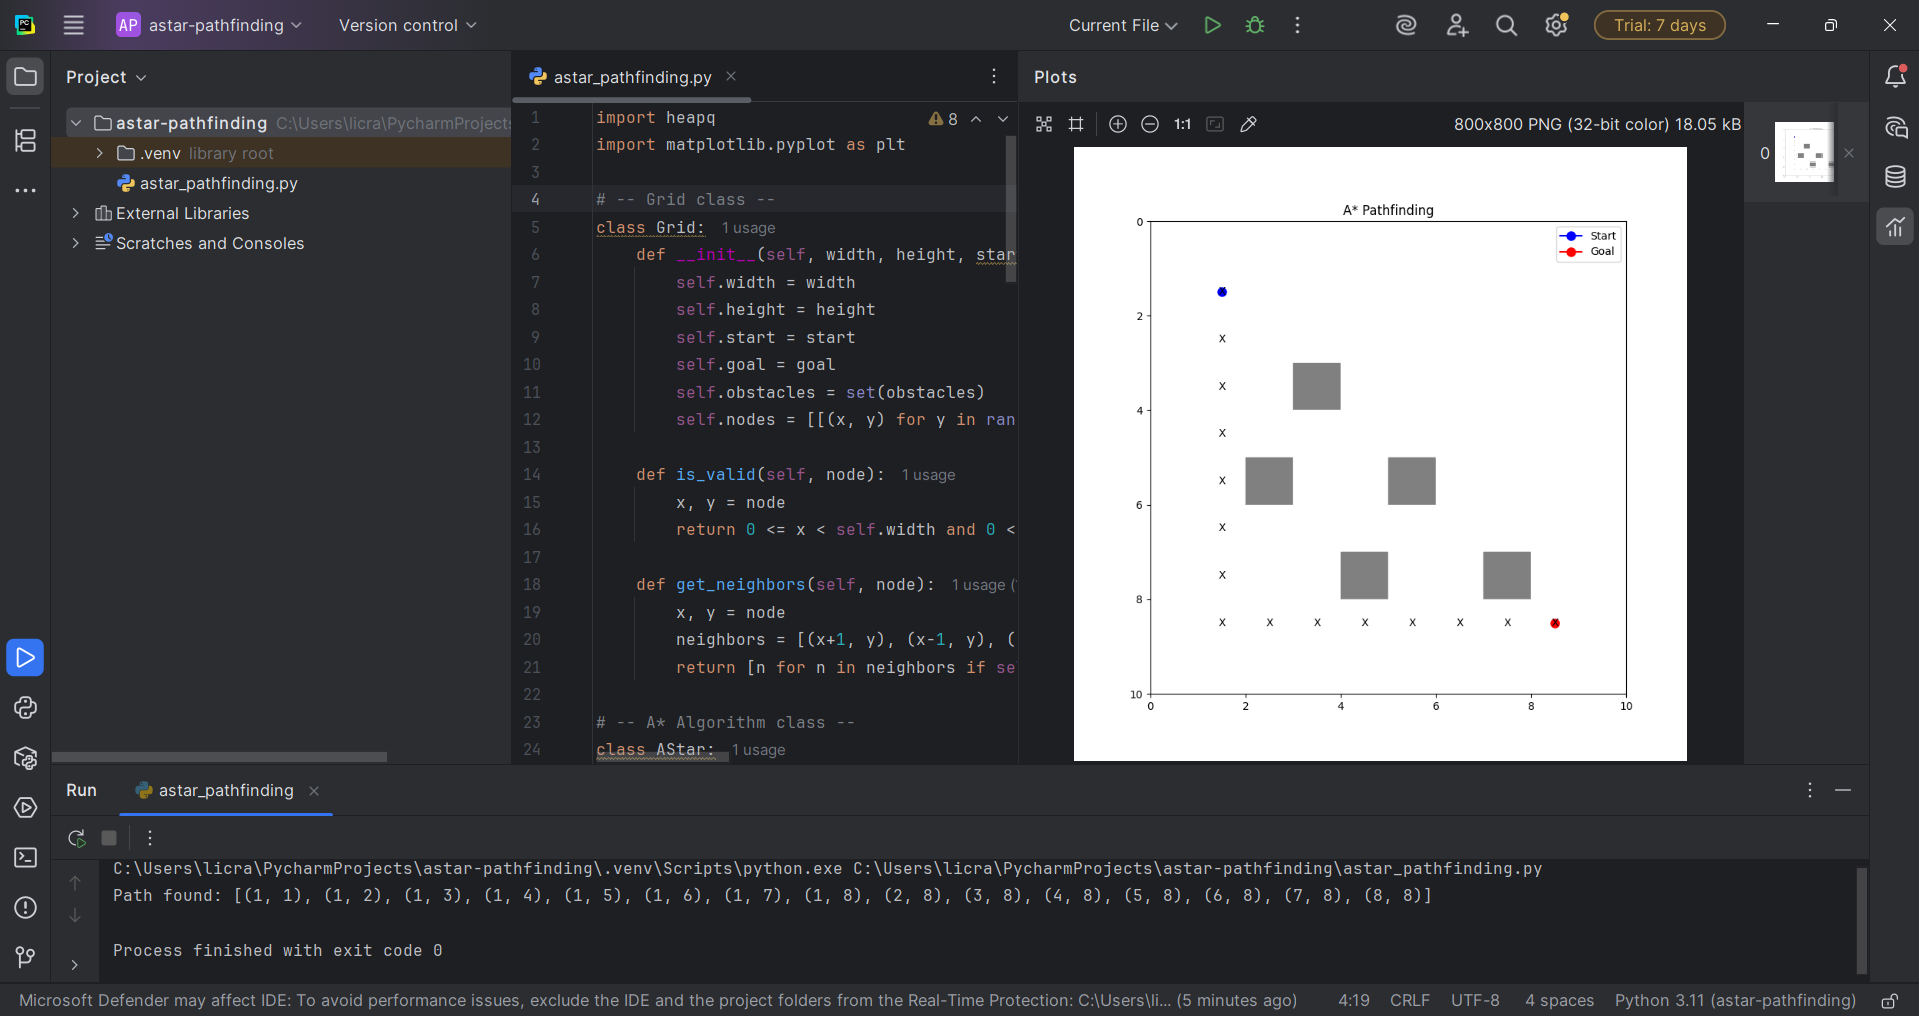 PC
AP astar-pathfinding
Version control
Current File
Trial: 7 days
Project
astar-pathfinding C:\Users\licra\PycharmProjects
.venv library root
astar_pathfinding.py
External Libraries
Scratches and Consoles
astar_pathfinding.py
8
1 import heapq
2 import matplotlib.pyplot as plt
3
4 # -- Grid class --
5 class Grid: 1 usage
6 def __init__(self, width, height, star
7 self.width = width
8 self.height = height
9 self.start = start
10 self.goal = goal
11 self.obstacles = set(obstacles)
12 self.nodes = [[(x, y) for y in ran
13
14 def is_valid(self, node): 1 usage
15 x, y = node
16 return 0 <= x < self.width and 0 <
17
18 def get_neighbors(self, node): 1 usage (
19 x, y = node
20 neighbors = [(x+1, y), (x-1, y), (
21 return [n for n in neighbors if se
22
23 # -- A* Algorithm class --
24 class AStar: 1 usage
Plots
1:1
800x800 PNG (32-bit color) 18.05 kB
0
A* Pathfinding
Start
Goal
0
2
4
6
8
10
x
x
x
x
x
x
x x x x x x x
0 2 4 6 8 10
Run
astar_pathfinding
C:\Users\licra\PycharmProjects\astar-pathfinding\.venv\Scripts\python.exe C:\Users\licra\PycharmProjects\astar-pathfinding\astar_pathfinding.py
Path found: [(1, 1), (1, 2), (1, 3), (1, 4), (1, 5), (1, 6), (1, 7), (1, 8), (2, 8), (3, 8), (4, 8), (5, 8), (6, 8), (7, 8), (8, 8)]
Process finished with exit code 0
Microsoft Defender may affect IDE: To avoid performance issues, exclude the IDE and the project folders from the Real-Time Protection: C:\Users\li... (5 minutes ago)
4:19 CRLF UTF-8 4 spaces Python 3.11 (astar-pathfinding)